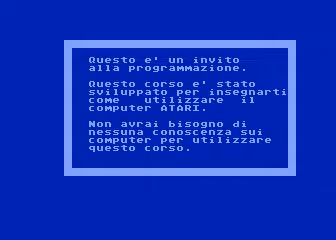 Questo e' un invito
alla programmazione.
Questo corso e' stato
sviluppato per insegnarti
come utilizzare il
computer ATARI.
Non avrai bisogno di
nessuna conoscenza sui
computer per utilizzare
questo corso.